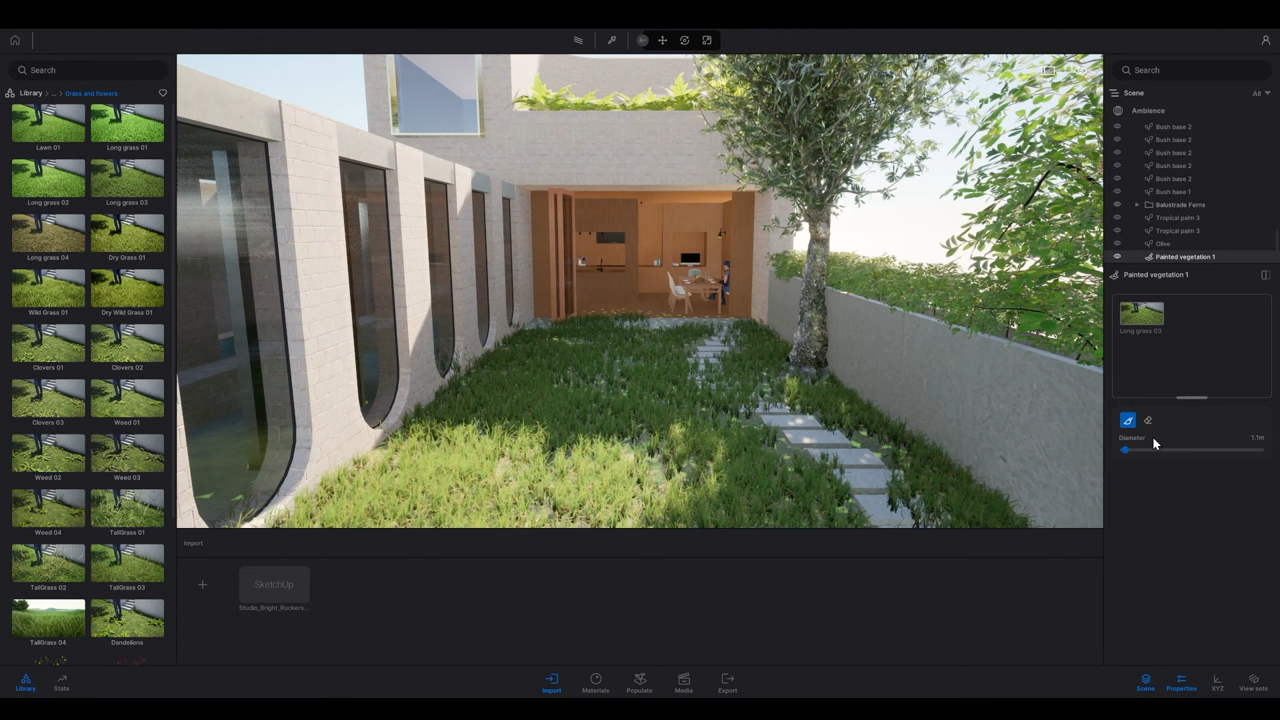 Search
Library > ... > Grass and flowers
Lawn 01
Long grass 01
Long grass 02
Long grass 03
Long grass 04
Dry Grass 01
Wild Grass 01
Dry Wild Grass 01
Clovers 01
Clovers 02
Clovers 03
Weed 01
Weed 02
Weed 03
Weed 04
TallGrass 01
TallGrass 02
TallGrass 03
TallGrass 04
Dandelions
Import
SketchUp
Studio_Bright_Ruckers...
Search
Scene
All
Ambience
Bush base 2
Bush base 2
Bush base 2
Bush base 2
Bush base 2
Bush base 1
Balustrade Ferns
Tropical palm 3
Tropical palm 3
Olive
Painted vegetation 1
Painted vegetation 1
Long grass 03
Diameter 1.1m
Library
Stats
Import
Materials
Populate
Media
Export
Scene
Properties
XYZ
View sets